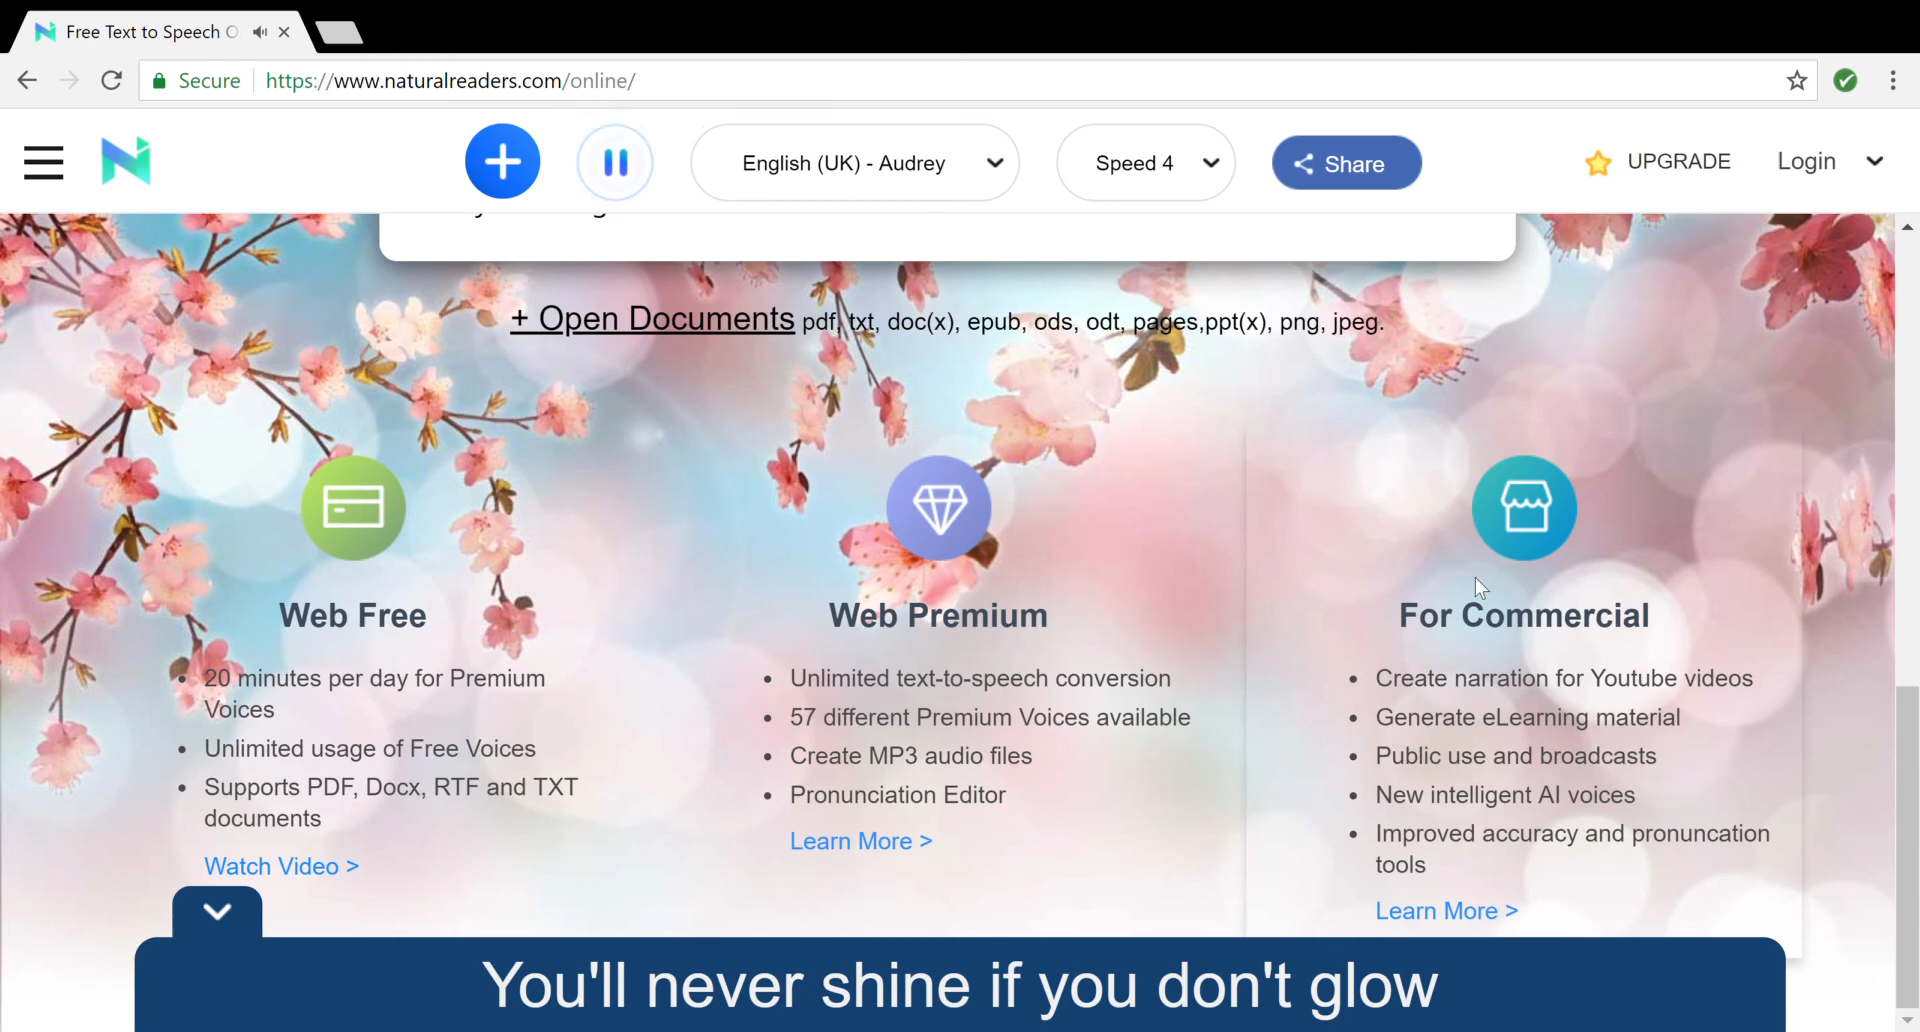 Free Text to Speech O
Secure
https://www.naturalreaders.com/online/
English (UK) - Audrey
Speed 4
Share
UPGRADE
Login
+ Open Documents pdf, txt, doc(x), epub, ods, odt, pages,ppt(x), png, jpeg.
Web Free
20 minutes per day for Premium
Voices
Unlimited usage of Free Voices
Supports PDF, Docx, RTF and TXT
documents
Watch Video >
Web Premium
Unlimited text-to-speech conversion
57 different Premium Voices available
Create MP3 audio files
Pronunciation Editor
Learn More >
For Commercial
Create narration for Youtube videos
Generate eLearning material
Public use and broadcasts
New intelligent AI voices
Improved accuracy and pronuncation
tools
Learn More >
You'll never shine if you don't glow